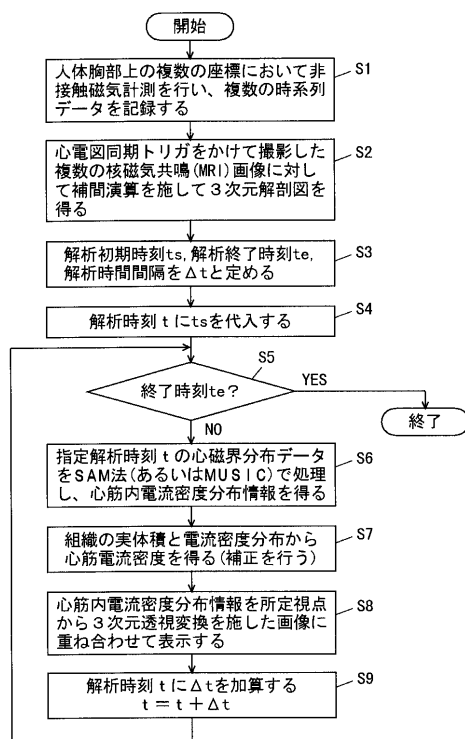 開始
人体胸部上の複数の座標において非
接触磁気計測を行い、複数の時系列
データを記録する
S1
心電図同期トリガをかけて撮影した
複数の核磁気共鳴(MRI)画像に対
して補間演算を施して3次元解剖図を
得る
S2
解析初期時刻ts,解析終了時刻te,
解析時間間隔をΔtと定める
S3
解析時刻tにtsを代入する
S4
終了時刻te?
S5
YES
終了
NO
指定解析時刻tの心磁界分布データ
をSAM法(あるいはMUSIC)で処理
し、心筋内電流密度分布情報を得る
S6
組織の実体積と電流密度分布から
心筋電流密度を得る(補正を行う)
S7
心筋内電流密度分布情報を所定視点
から3次元透視変換を施した画像に
重ね合わせて表示する
S8
解析時刻tにΔtを加算する
t=t+Δt
S9